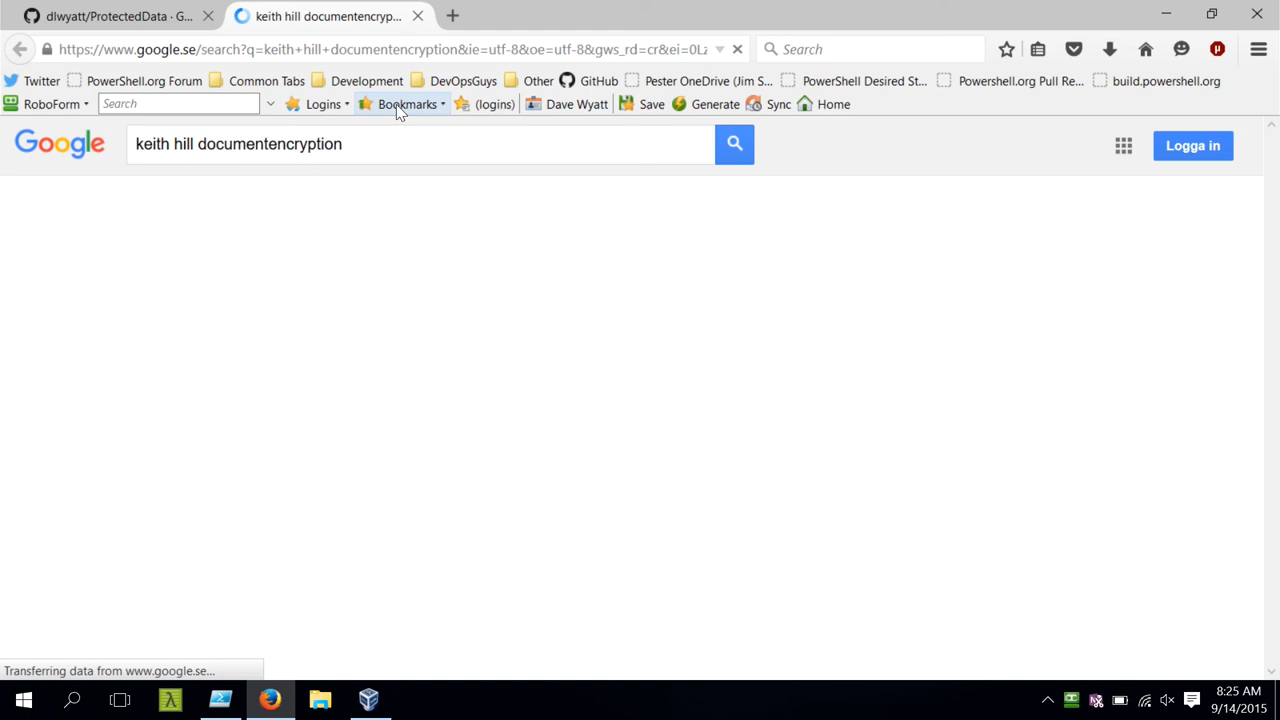 dlwyatt/ProtectedData · G...
keith hill documentencryp...
https://www.google.se/search?q=keith+hill+documentencryption&ie=utf-8&oe=utf-8&gws_rd=cr&ei=0Lz
Search
Twitter PowerShell.org Forum Common Tabs Development DevOpsGuys Other GitHub Pester OneDrive (Jim S... PowerShell Desired S... Powershell.org Pull Re... build.powershell.org
RoboForm Search Logins Bookmarks (logins) Dave Wyatt Save Generate Sync Home
Google keith hill documentencryption Logga in
Transferring data from www.google.se...
8:25 AM
9/14/2015